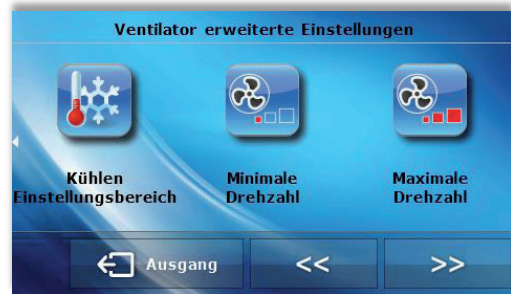 Ventilator erweiterte Einstellungen
Kühlen
Einstellungsbereich
Minimale
Drehzahl
Maximale
Drehzahl
Ausgang
<<
>>